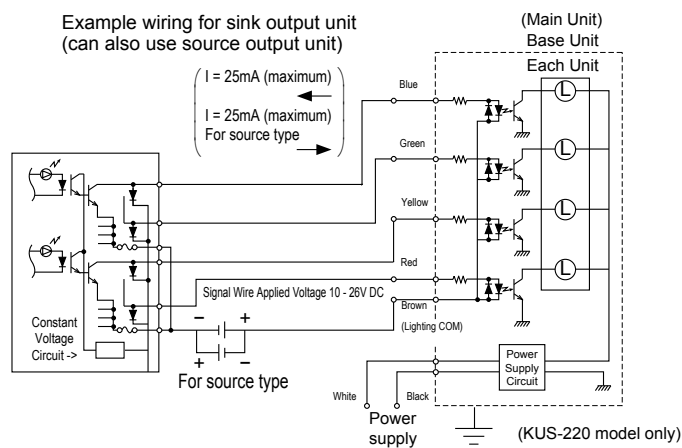 Example wiring for sink output unit
(can also use source output unit)
(Main Unit)
Base Unit
Each Unit
I = 25mA (maximum)
I = 25mA (maximum)
For source type
Blue
L
Green
L
Yellow
L
Red
L
Signal Wire Applied Voltage 10 - 26V DC
Brown
(Lighting COM)
Constant
Voltage
Circuit ->
− +
+ −
For source type
Power
Supply
Circuit
White
Black
Power
supply
(KUS-220 model only)